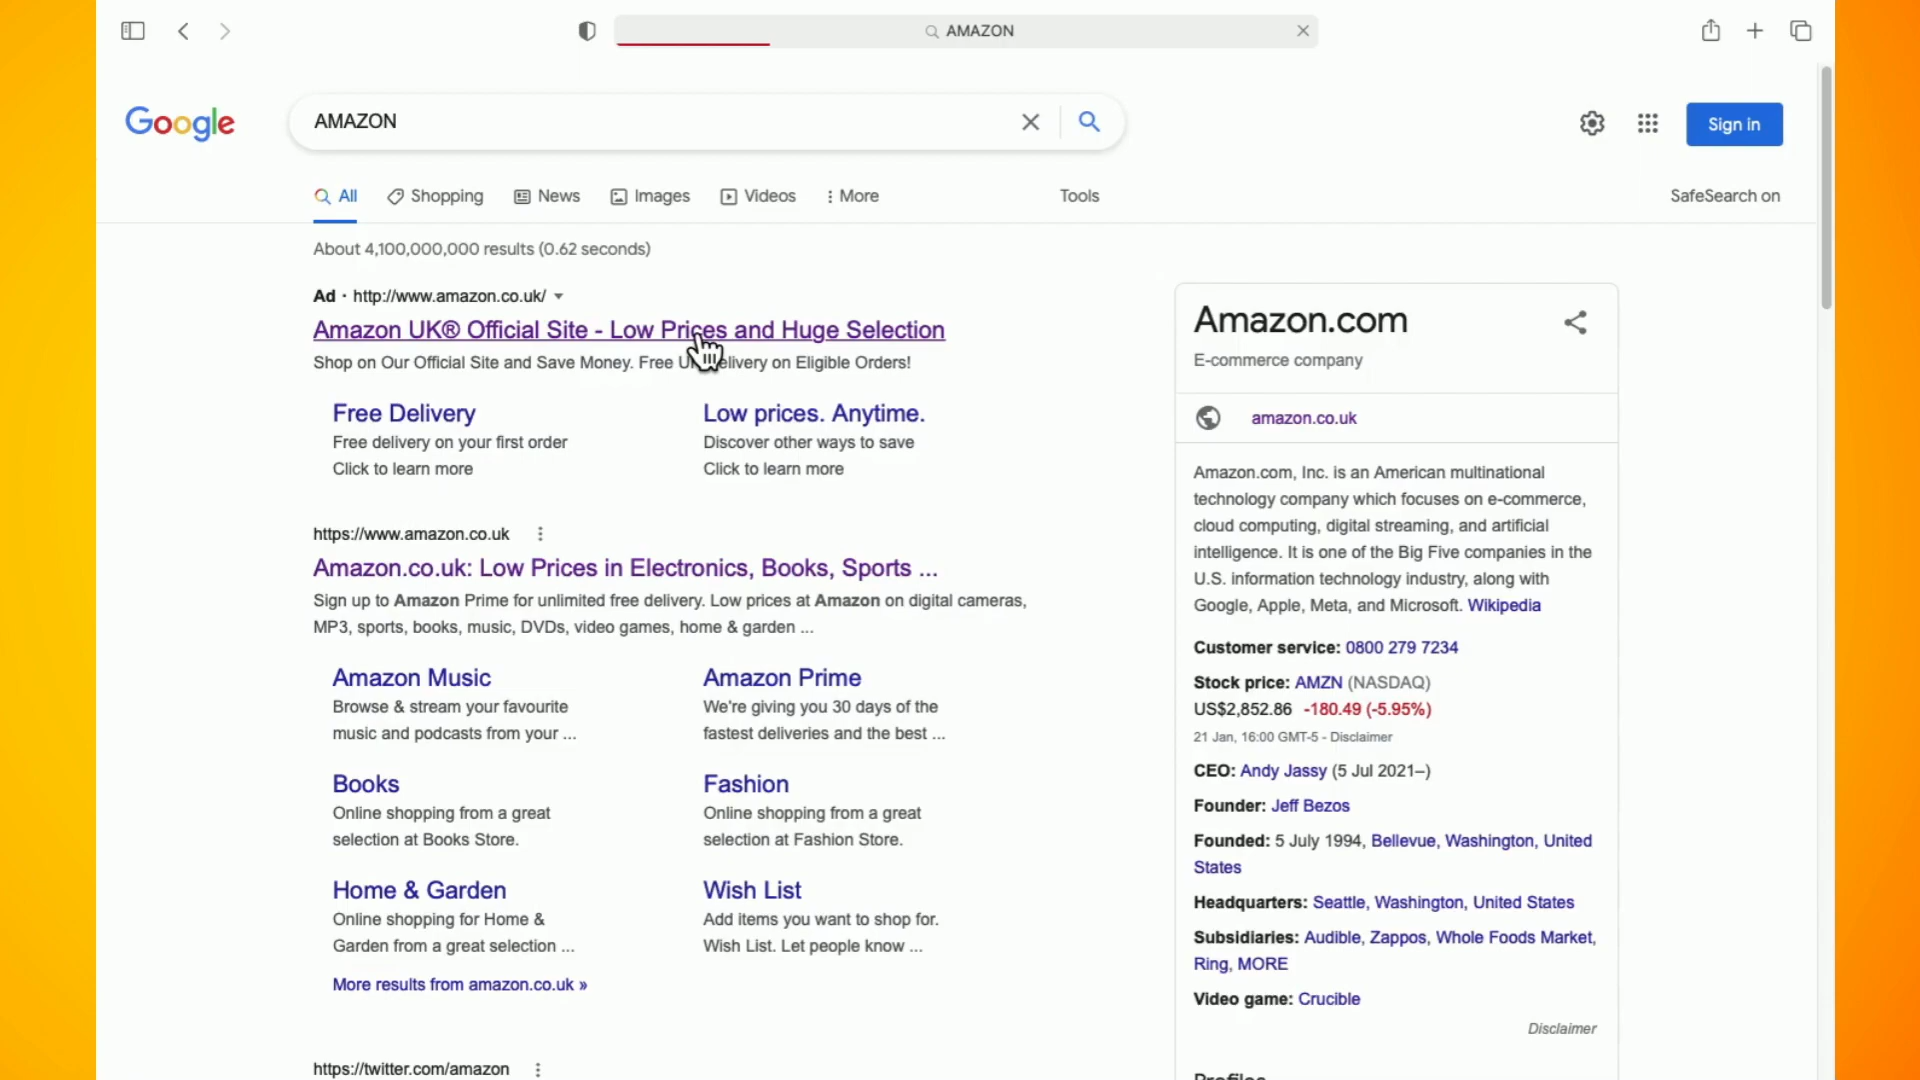 AMAZON
Google
AMAZON
Sign in
All
Shopping
News
Images
Videos
More
Tools
SafeSearch on
About 4,100,000,000 results (0.62 seconds)
Ad · http://www.amazon.co.uk/
Amazon UK® Official Site - Low Prices and Huge Selection
Shop on Our Official Site and Save Money. Free elivery on Eligible Orders!
Free Delivery
Free delivery on your first order
Click to learn more
Low prices. Anytime.
Discover other ways to save
Click to learn more
https://www.amazon.co.uk
Amazon.co.uk: Low Prices in Electronics, Books, Sports ...
Sign up to Amazon Prime for unlimited free delivery. Low prices at Amazon on digital cameras,
MP3, sports, books, music, DVDs, video games, home & garden ...
Amazon Music
Browse & stream your favourite
music and podcasts from your ...
Amazon Prime
We're giving you 30 days of the
fastest deliveries and the best ...
Books
Online shopping from a great
selection at Books Store.
Fashion
Online shopping from a great
selection at Fashion Store.
Home & Garden
Online shopping for Home &
Garden from a great selection ...
Wish List
Add items you want to shop for.
Wish List. Let people know ...
More results from amazon.co.uk »
https://twitter.com/amazon
Amazon.com
E-commerce company
amazon.co.uk
Amazon.com, Inc. is an American multinational
technology company which focuses on e-commerce,
cloud computing, digital streaming, and artificial
intelligence. It is one of the Big Five companies in the
U.S. information technology industry, along with
Google, Apple, Meta, and Microsoft. Wikipedia
Customer service: 0800 279 7234
Stock price: AMZN (NASDAQ)
US$2,852.86 -180.49 (-5.95%)
21 Jan, 16:00 GMT-5 - Disclaimer
CEO: Andy Jassy (5 Jul 2021–)
Founder: Jeff Bezos
Founded: 5 July 1994, Bellevue, Washington, United
States
Headquarters: Seattle, Washington, United States
Subsidiaries: Audible, Zappos, Whole Foods Market,
Ring, MORE
Video game: Crucible
Disclaimer
Profiles